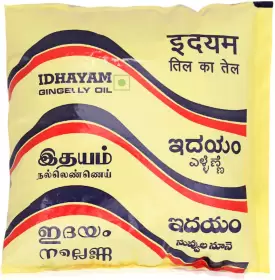 इदयम
तिल का तेल
IDHAYAM
GINGELLY OIL
இதயம்
நல்லெண்ணெய்
ಇದಯಂ
ಎಳ್ಳೆಣ್ಣೆ
ഇദയം
നല്ലെണ്ണ
ఇదయం
నువ్వుల నూనె